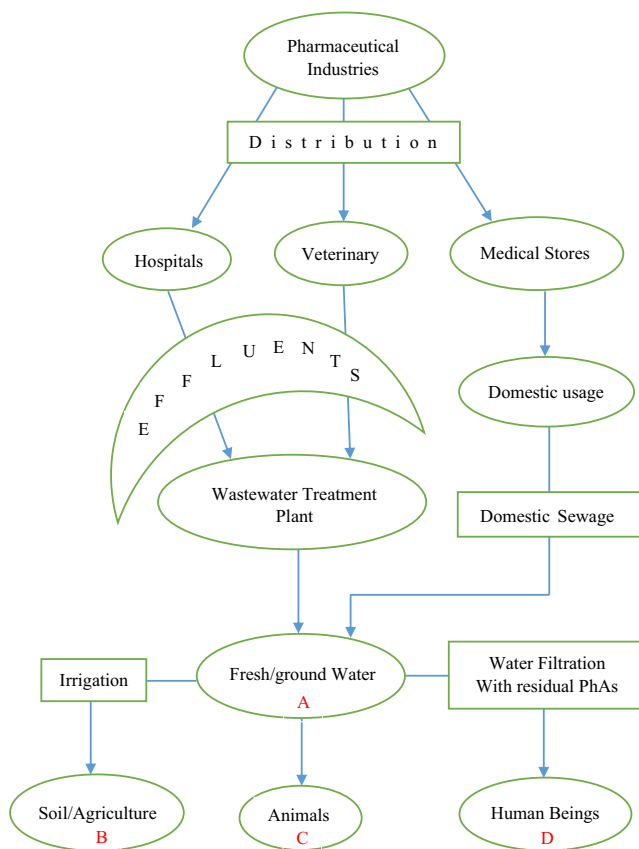 Pharmaceutical
Industries
D i s t r i b u t i o n
Hospitals
Veterinary
Medical Stores
E F F L U E N T S
Domestic usage
Wastewater Treatment
Plant
Domestic Sewage
Irrigation
Fresh/ground Water
A
Water Filtration
With residual PhAs
Soil/Agriculture
B
Animals
C
Human Beings
D